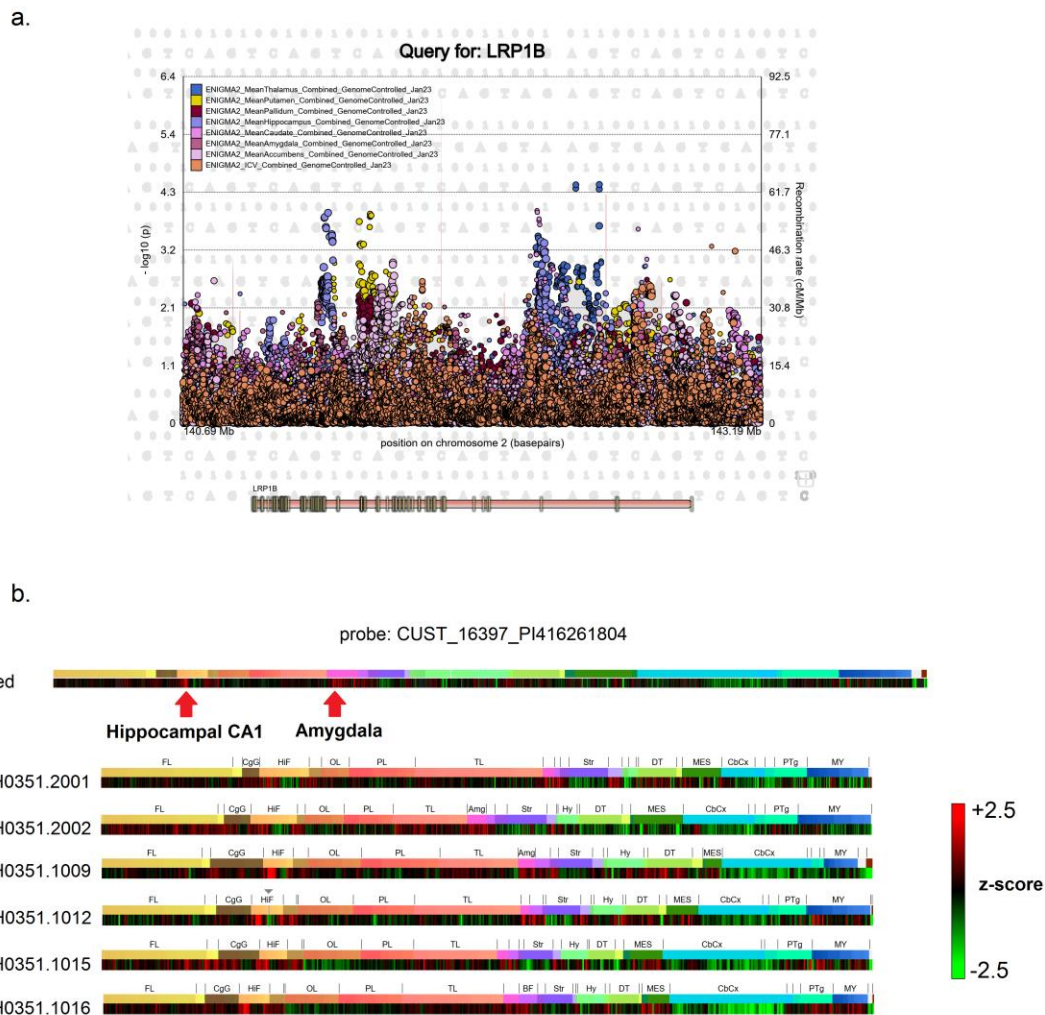 a.
Query for: LRP1B
6.4
92.5
ENIGMA2_MeanThalamus_Combined_GenomeControlled_Jan23
ENIGMA2_MeanPutamen_Combined_GenomeControlled_Jan23
ENIGMA2_MeanPallidum_Combined_GenomeControlled_Jan23
ENIGMA2_MeanHippocampus_Combined_GenomeControlled_Jan23
ENIGMA2_MeanCaudate_Combined_GenomeControlled_Jan23
ENIGMA2_MeanAmygdala_Combined_GenomeControlled_Jan23
ENIGMA2_MeanAccumbens_Combined_GenomeControlled_Jan23
ENIGMA2_ICV_Combined_GenomeControlled_Jan23
5.4
77.1
4.3
61.7
- log10 (p)
Recombination rate (cM/Mb)
3.2
46.3
2.1
30.8
1.1
15.4
0
0
140.69 Mb
143.19 Mb
position on chromosome 2 (basepairs)
LRP1B
b.
probe: CUST_16397_PI416261804
ed
Hippocampal CA1 Amygdala
FL CgG HiF OL PL TL Str DT MES CbCx PTg MY
H0351.2001
FL CgG HiF OL PL TL Amg Str Hy DT MES CbCx PTg MY
H0351.2002
FL CgG HiF OL PL TL Amg Str Hy DT MES CbCx MY
H0351.1009
FL CgG HiF OL PL TL Str Hy DT MES CbCx PTg MY
H0351.1012
FL CgG HiF OL PL TL Str Hy DT MES CbCx PTg MY
H0351.1015
FL CgG HiF OL PL TL BF Str Hy DT MES CbCx PTg MY
H0351.1016
+2.5
z-score
-2.5